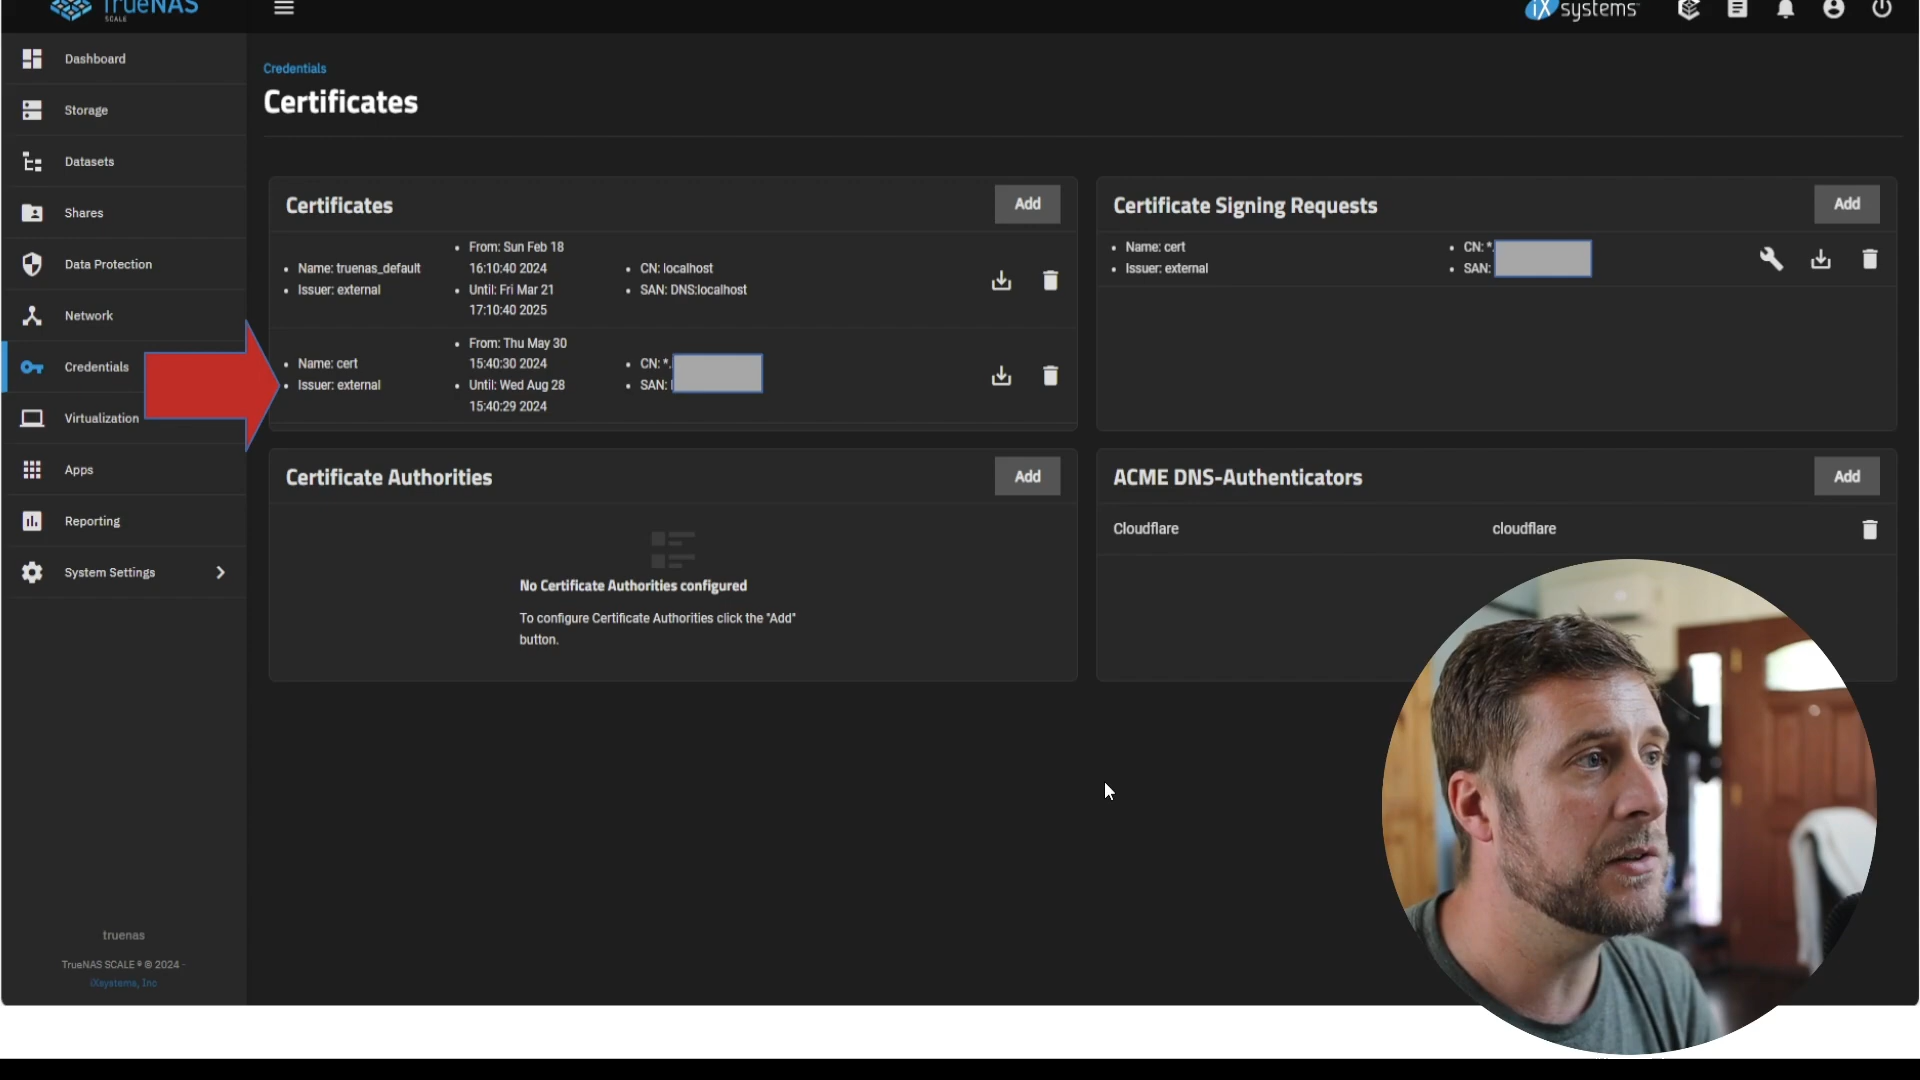 TrueNAS
SCALE
iXsystems
Dashboard
Storage
Datasets
Shares
Data Protection
Network
Credentials
Virtualization
Apps
Reporting
System Settings
truenas
TrueNAS SCALE ® © 2024 -
iXsystems, Inc
Credentials
Certificates
Certificates
Add
Name: truenas_default
Issuer: external
From: Sun Feb 18
16:10:40 2024
Until: Fri Mar 21
17:10:40 2025
CN: localhost
SAN: DNS:localhost
Name: cert
Issuer: external
From: Thu May 30
15:40:30 2024
Until: Wed Aug 28
15:40:29 2024
CN: *.
SAN:
Certificate Signing Requests
Add
Name: cert
Issuer: external
CN: *
SAN:
Certificate Authorities
Add
No Certificate Authorities configured
To configure Certificate Authorities click the "Add"
button.
ACME DNS-Authenticators
Add
Cloudflare
cloudflare